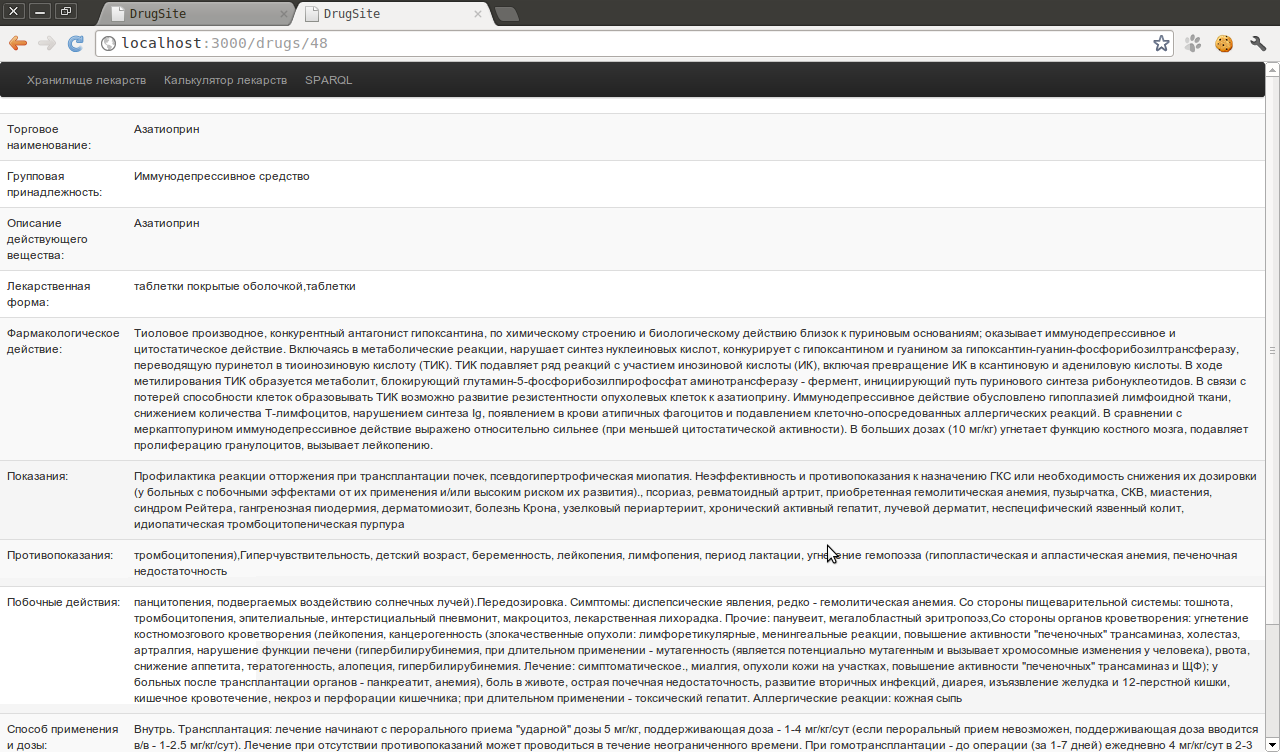 DrugSite
DrugSite
localhost:3000/drugs/48
Хранилище лекарств Калькулятор лекарств SPARQL
Торговое наименование: Азатиоприн
Групповая принадлежность: Иммунодепрессивное средство
Описание действующего вещества: Азатиоприн
Лекарственная форма: таблетки покрытые оболочкой,таблетки
Фармакологическое действие:
Тиоловое производное, конкурентный антагонист гипоксантина, по химическому строению и биологическому действию близок к пуриновым основаниям; оказывает иммунодепрессивное и
цитостатическое действие. Включаясь в метаболические реакции, нарушает синтез нуклеиновых кислот, конкурирует с гипоксантином и гуанином за гипоксантин-гуанин-фосфорибозилтрансферазу,
переводящую пуринетол в тиоинозиновую кислоту (ТИК). ТИК подавляет ряд реакций с участием инозиновой кислоты (ИК), включая превращение ИК в ксантиновую и адениловую кислоты. В ходе
метилирования ТИК образуется метаболит, блокирующий глутамин-5-фосфорибозилпирофосфат аминотрансферазу - фермент, инициирующий путь пуринового синтеза рибонуклеотидов. В связи с
потерей способности клеток образовывать ТИК возможно развитие резистентности опухолевых клеток к азатиоприну. Иммунодепрессивное действие обусловлено гипоплазией лимфоидной ткани,
снижением количества Т-лимфоцитов, нарушением синтеза Ig, появлением в крови атипичных фагоцитов и подавлением клеточно-опосредованных аллергических реакций. В сравнении с
меркаптопурином иммунодепрессивное действие выражено относительно сильнее (при меньшей цитостатической активности). В больших дозах (10 мг/кг) угнетает функцию костного мозга, подавляет
пролиферацию гранулоцитов, вызывает лейкопению.
Показания:
Профилактика реакции отторжения при трансплантации почек, псевдогипертрофическая миопатия. Неэффективность и противопоказания к назначению ГКС или необходимость снижения их дозировки
(у больных с побочными эффектами от их применения и/или высоким риском их развития)., псориаз, ревматоидный артрит, приобретенная гемолитическая анемия, пузырчатка, СКВ, миастения,
синдром Рейтера, гангренозная пиодермия, дерматомиозит, болезнь Крона, узелковый периартериит, хронический активный гепатит, лучевой дерматит, неспецифический язвенный колит,
идиопатическая тромбоцитопеническая пурпура
Противопоказания:
тромбоцитопения),Гиперчувствительность, детский возраст, беременность, лейкопения, лимфопения, период лактации, угнетение гемопоэза (гипопластическая и апластическая анемия, печеночная
недостаточность
Побочные действия:
панцитопения, подвергаемых воздействию солнечных лучей).Передозировка. Симптомы: диспепсические явления, редко - гемолитическая анемия. Со стороны пищеварительной системы: тошнота,
тромбоцитопения, эпителиальные, интерстициальный пневмонит, макроцитоз, лекарственная лихорадка. Прочие: панувеит, мегалобластный эритропоэз,Со стороны органов кроветворения: угнетение
костномозгового кроветворения (лейкопения, канцерогенность (злокачественные опухоли: лимфоретикулярные, менингеальные реакции, повышение активности "печеночных" трансаминаз, холестаз,
артралгия, нарушение функции печени (гипербилирубинемия, при длительном применении - мутагенность (является потенциально мутагенным и вызывает хромосомные изменения у человека), рвота,
снижение аппетита, тератогенность, алопеция, гипербилирубинемия. Лечение: симптоматическое., миалгия, опухоли кожи на участках, повышение активности "печеночных" трансаминаз и ЩФ); у
больных после трансплантации органов - панкреатит, анемия), боль в животе, острая почечная недостаточность, развитие вторичных инфекций, диарея, изъязвление желудка и 12-перстной кишки,
кишечное кровотечение, некроз и перфорации кишечника; при длительном применении - токсический гепатит. Аллергические реакции: кожная сыпь
Способ применения и дозы:
Внутрь. Трансплантация: лечение начинают с перорального приема "ударной" дозы 5 мг/кг, поддерживающая доза - 1-4 мг/кг/сут (если пероральный прием невозможен, поддерживающая доза вводится
в/в - 1-2.5 мг/кг/сут). Лечение при отсутствии противопоказаний может проводиться в течение неограниченного времени. При гомотрансплантации - до операции (за 1-7 дней) ежедневно 4 мг/кг/сут в 2-3